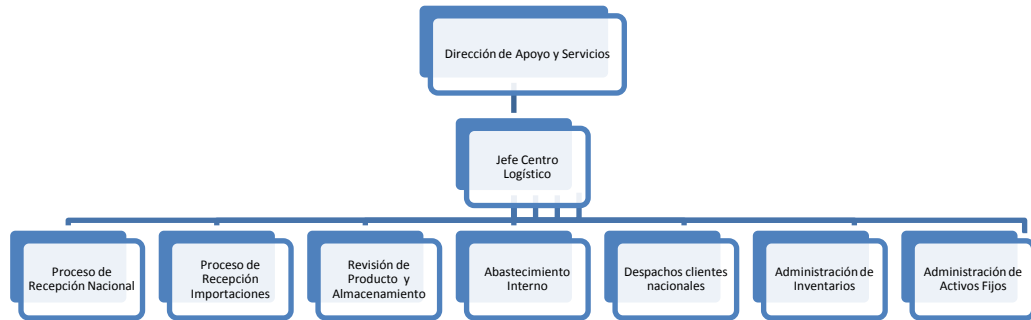 Dirección de Apoyo y Servicios
Jefe Centro
Logístico
Proceso de
Recepción Nacional
Proceso de
Recepción
Importaciones
Revisión de
Producto y
Almacenamiento
Abastecimiento
Interno
Despachos clientes
nacionales
Administración de
Inventarios
Administración de
Activos Fijos